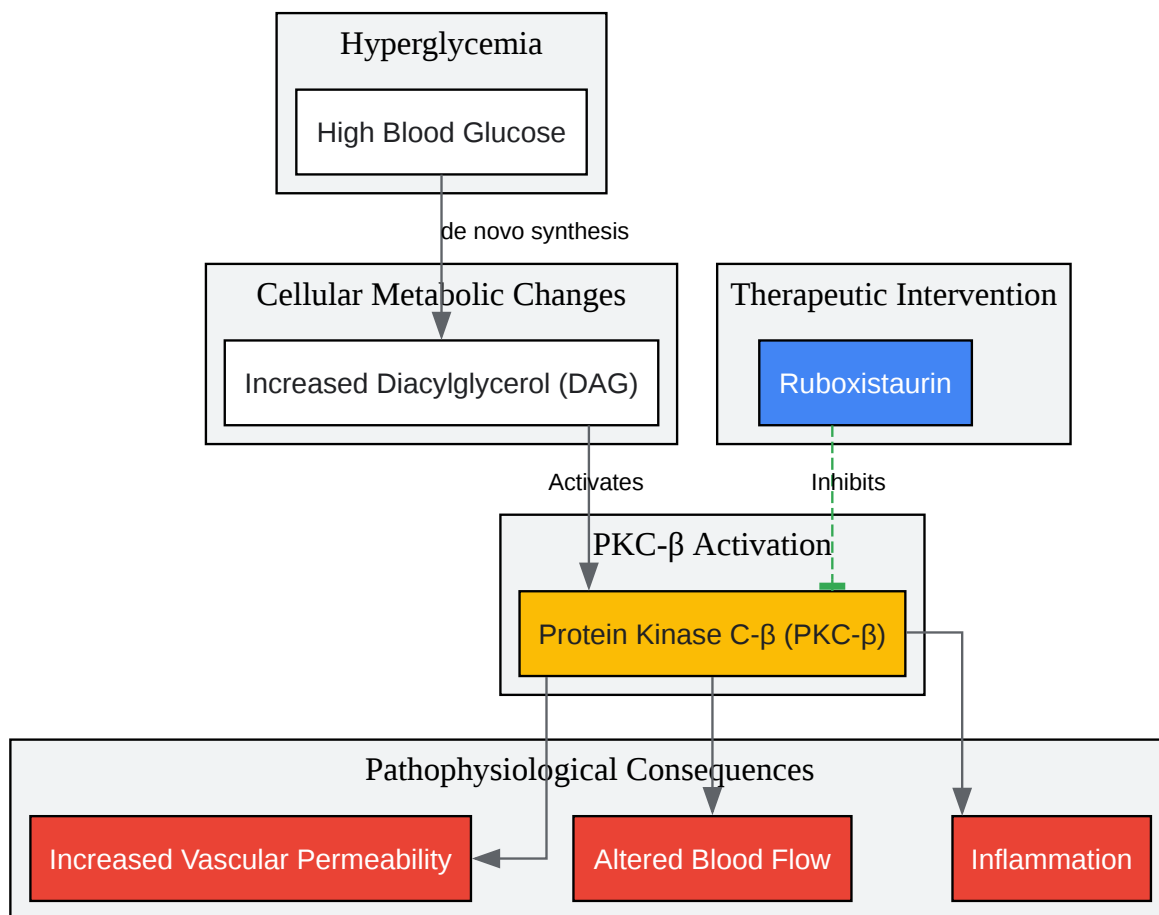 Hyperglycemia
High Blood Glucose
de novo synthesis
Cellular Metabolic Changes
Increased Diacylglycerol (DAG)
Therapeutic Intervention
Ruboxistaurin
Activates
Inhibits
PKC-β Activation
Protein Kinase C-β (PKC-β)
Pathophysiological Consequences
Increased Vascular Permeability
Altered Blood Flow
Inflammation